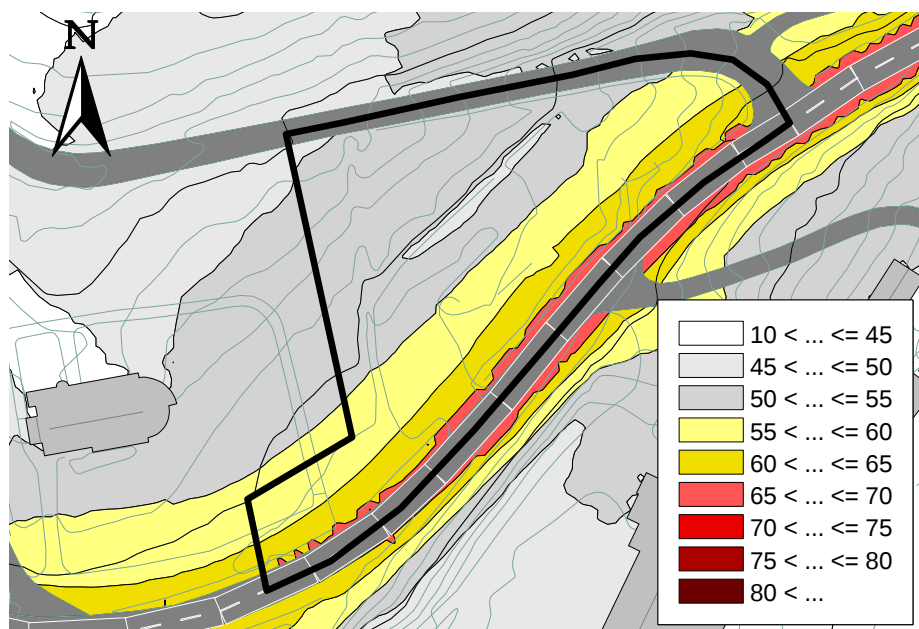 N
10 < ... <= 45
45 < ... <= 50
50 < ... <= 55
55 < ... <= 60
60 < ... <= 65
65 < ... <= 70
70 < ... <= 75
75 < ... <= 80
80 < ...